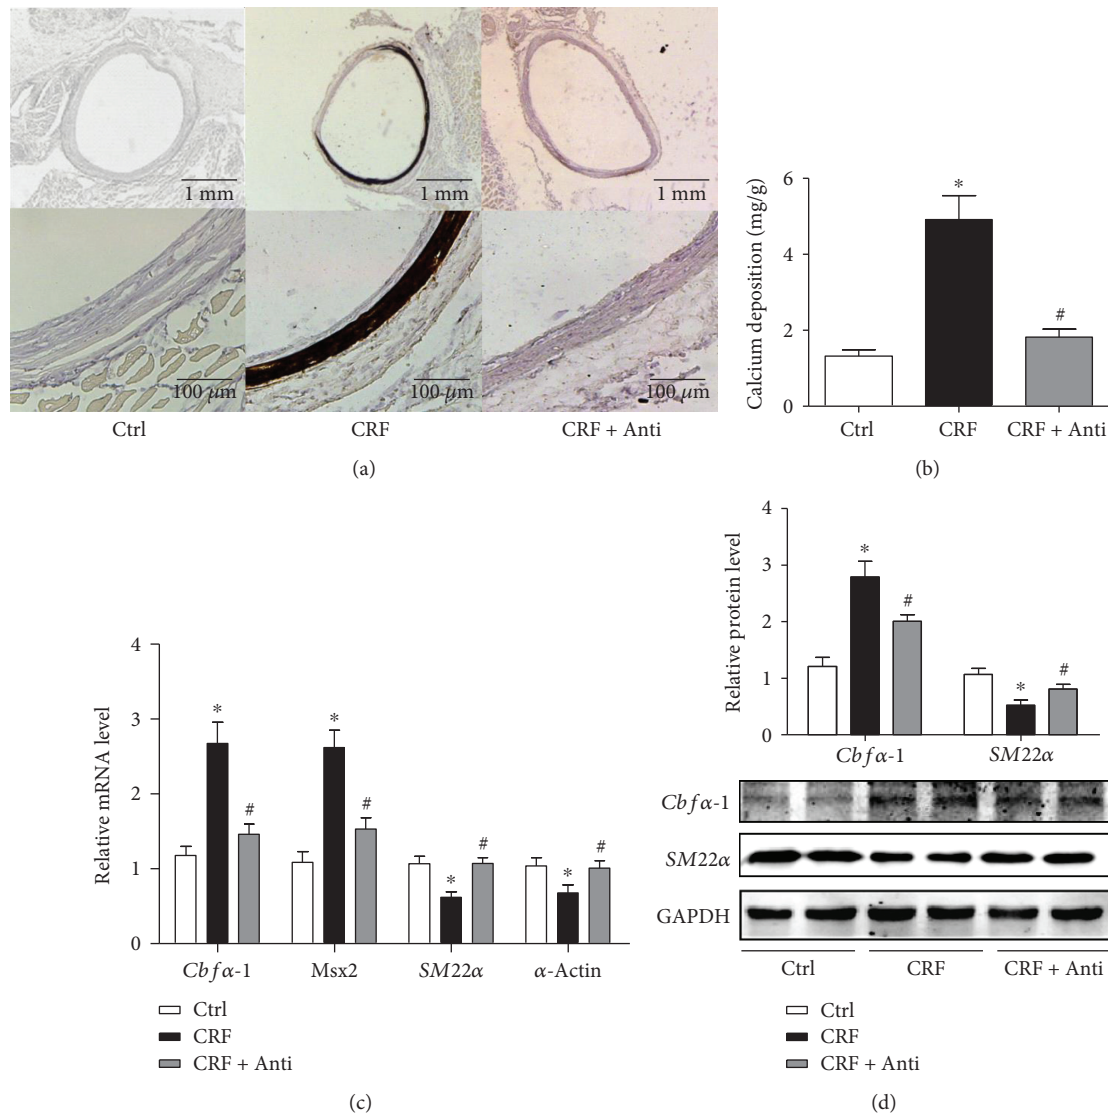 1 mm
1 mm
1 mm
100 μm
100 μm
100 μm
Ctrl
CRF
CRF + Anti
(a)
Calcium deposition (mg/g)
6
4
2
0
*
#
Ctrl
CRF
CRF + Anti
(b)
Relative mRNA level
4
3
2
1
0
*
#
*
#
*
#
*
#
Cbfα-1
Msx2
SM22α
α-Actin
Ctrl
CRF
CRF + Anti
(c)
Relative protein level
4
3
2
1
0
*
#
*
#
Cbfα-1
SM22α
Cbfα-1
SM22α
GAPDH
Ctrl
CRF
CRF + Anti
Ctrl
CRF
CRF + Anti
(d)